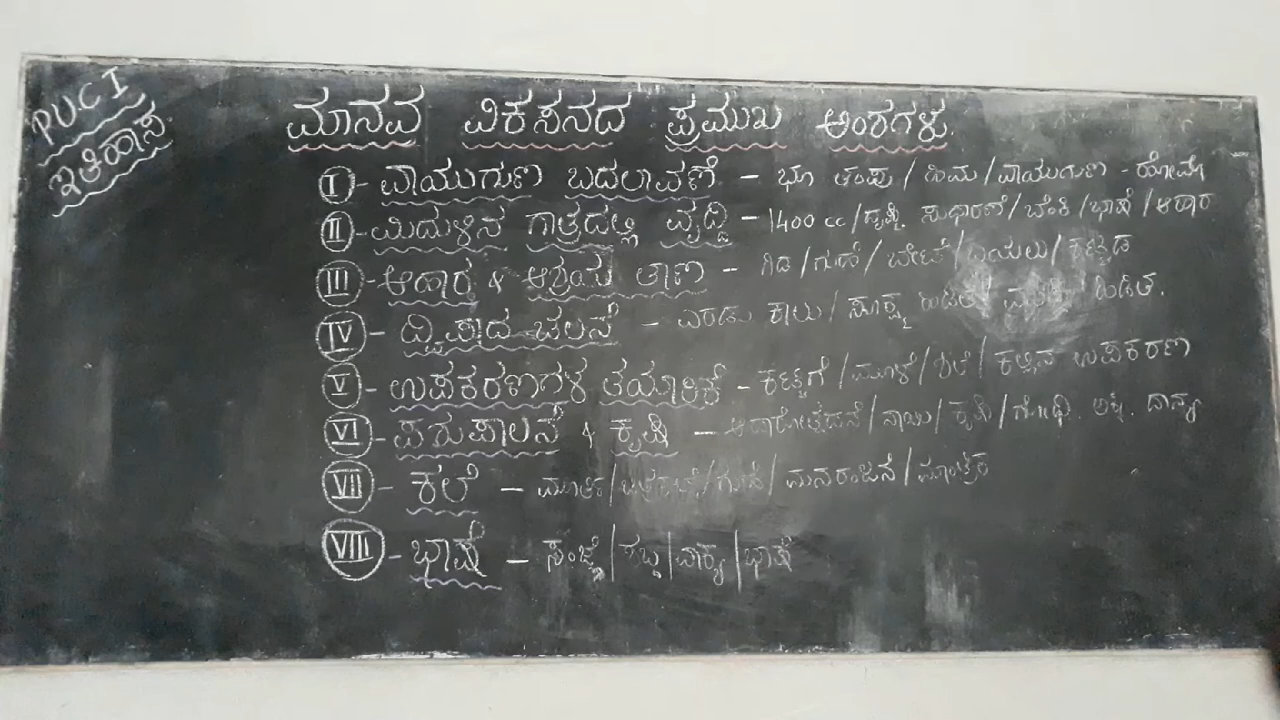 PUC I
ಇತಿಹಾಸ
ಮಾನವ ವಿಕಸನದ ಪ್ರಮುಖ ಅಂಶಗಳು.
I - ವಾಯುಗುಣ ಬದಲಾವಣೆ - ಭೂ ತಂಪು / ಹಿಮ / ವಾಯುಗುಣ -
II - ಮಿದುಳಿನ ಗಾತ್ರದಲ್ಲಿ ವೃದ್ಧಿ - 1400 cc / ದೃಷ್ಟಿ ಸುಧಾರಣೆ / ಬೆಂಕಿ / ಭಾಷೆ / ಆಹಾರ
III - ಆಹಾರ & ಆಶ್ರಯ ತಾಣ - ಗಿಡ / ಗುಹೆ / ಬೇಟೆ / ಬಯಲು / ಕಟ್ಟಡ
IV - ದ್ವಿಪಾದ ಚಲನೆ - ಎರಡು ಕಾಲು / ಸೂಕ್ಷ್ಮ ಹಿಡಿತ / ಹಿಡಿತ.
V - ಉಪಕರಣಗಳ ತಯಾರಿಕೆ - ಕಟ್ಟಿಗೆ / ಮೂಳೆ / ಶಿಲೆ / ಕಲ್ಲಿನ ಉಪಕರಣ
VI - ಪಶುಪಾಲನೆ & ಕೃಷಿ - ಆಹಾರೋತ್ಪಾದನೆ / ನಾಯಿ / ಕೃಷಿ / ಗೋಧಿ. ಅಕ್ಕಿ. ದಾನ್ಯ
VII - ಕಲೆ - ಮೂರ್ತಿ / ಚಿತ್ರಕಲೆ / ಗುಹೆ / ಮನರಂಜನೆ /
VIII - ಭಾಷೆ - ಸಂಜ್ಞೆ | ಶಬ್ದ | ವಾಕ್ಯ | ಭಾಷೆ